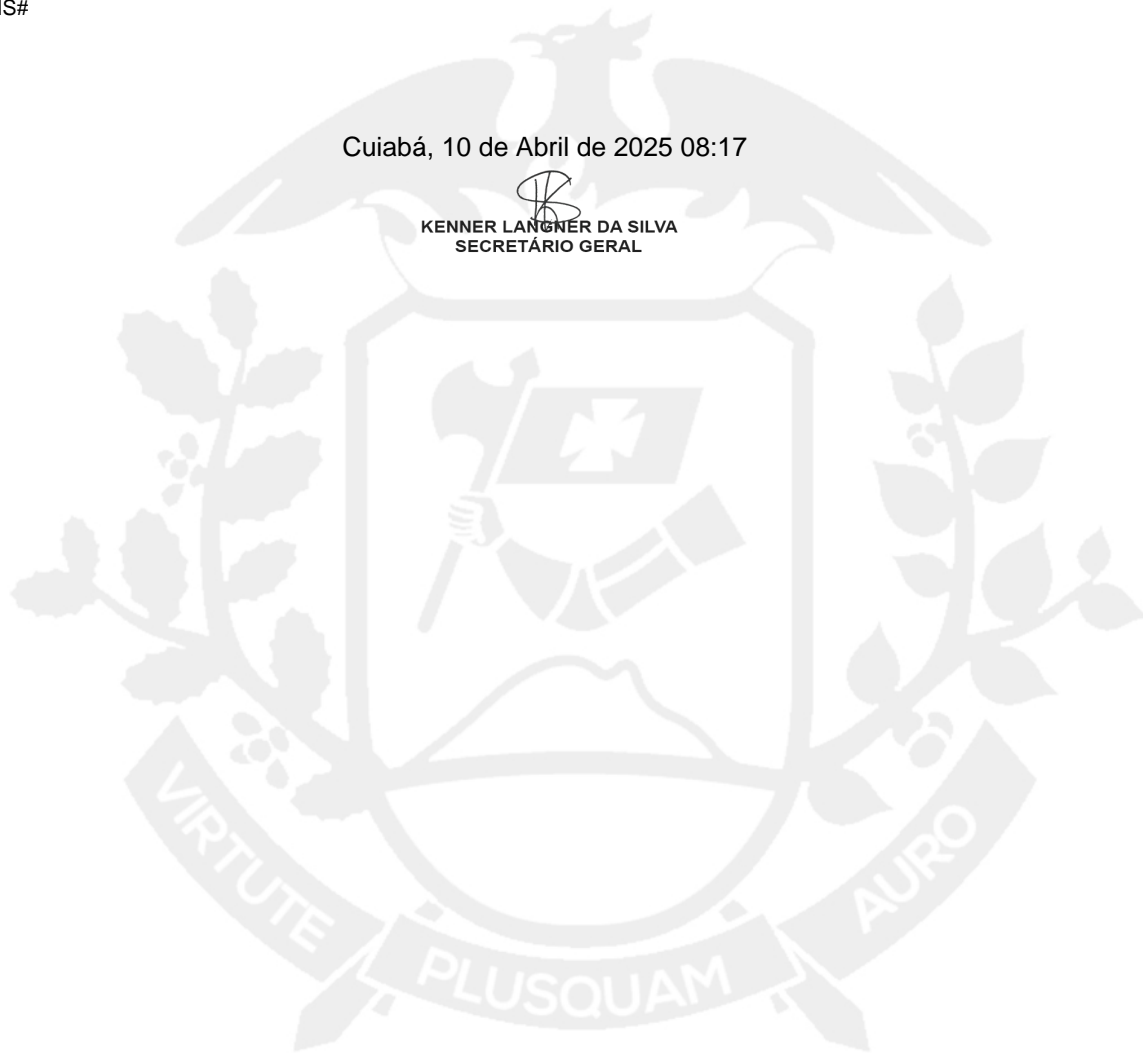 IS#
Cuiabá, 10 de Abril de 2025 08:17
KENNER LANGNER DA SILVA
SECRETÁRIO GERAL
VIRTUTE
PLUSQUAM
AURO